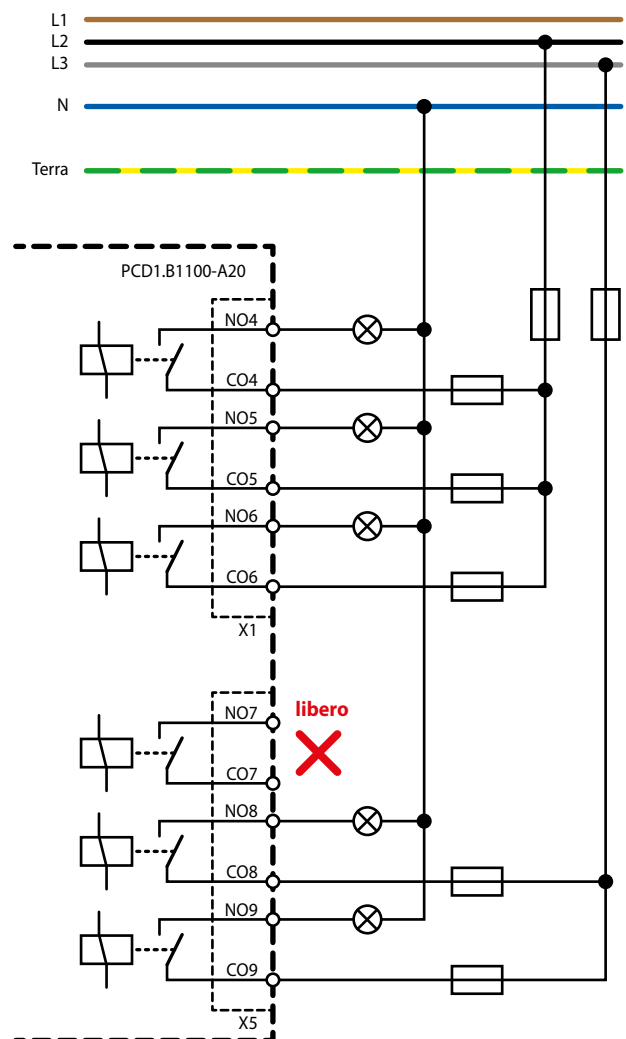 L1
L2
L3
N
Terra
PCD1.B1100-A20
NO4
CO4
NO5
CO5
NO6
CO6
X1
NO7
libero
CO7
NO8
CO8
NO9
CO9
X5